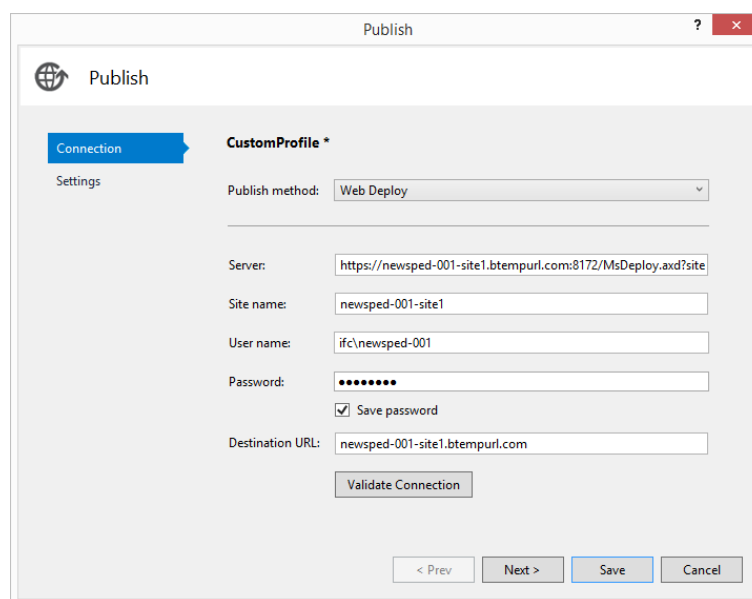 Publish
?
Publish
Connection
Settings
CustomProfile *
Publish method: Web Deploy
Server: https://newsped-001-site1.btempurl.com:8172/MsDeploy.axd?site
Site name: newsped-001-site1
User name: ifc\newsped-001
Password: ●●●●●●●●
Save password
Destination URL: newsped-001-site1.btempurl.com
Validate Connection
< Prev Next > Save Cancel